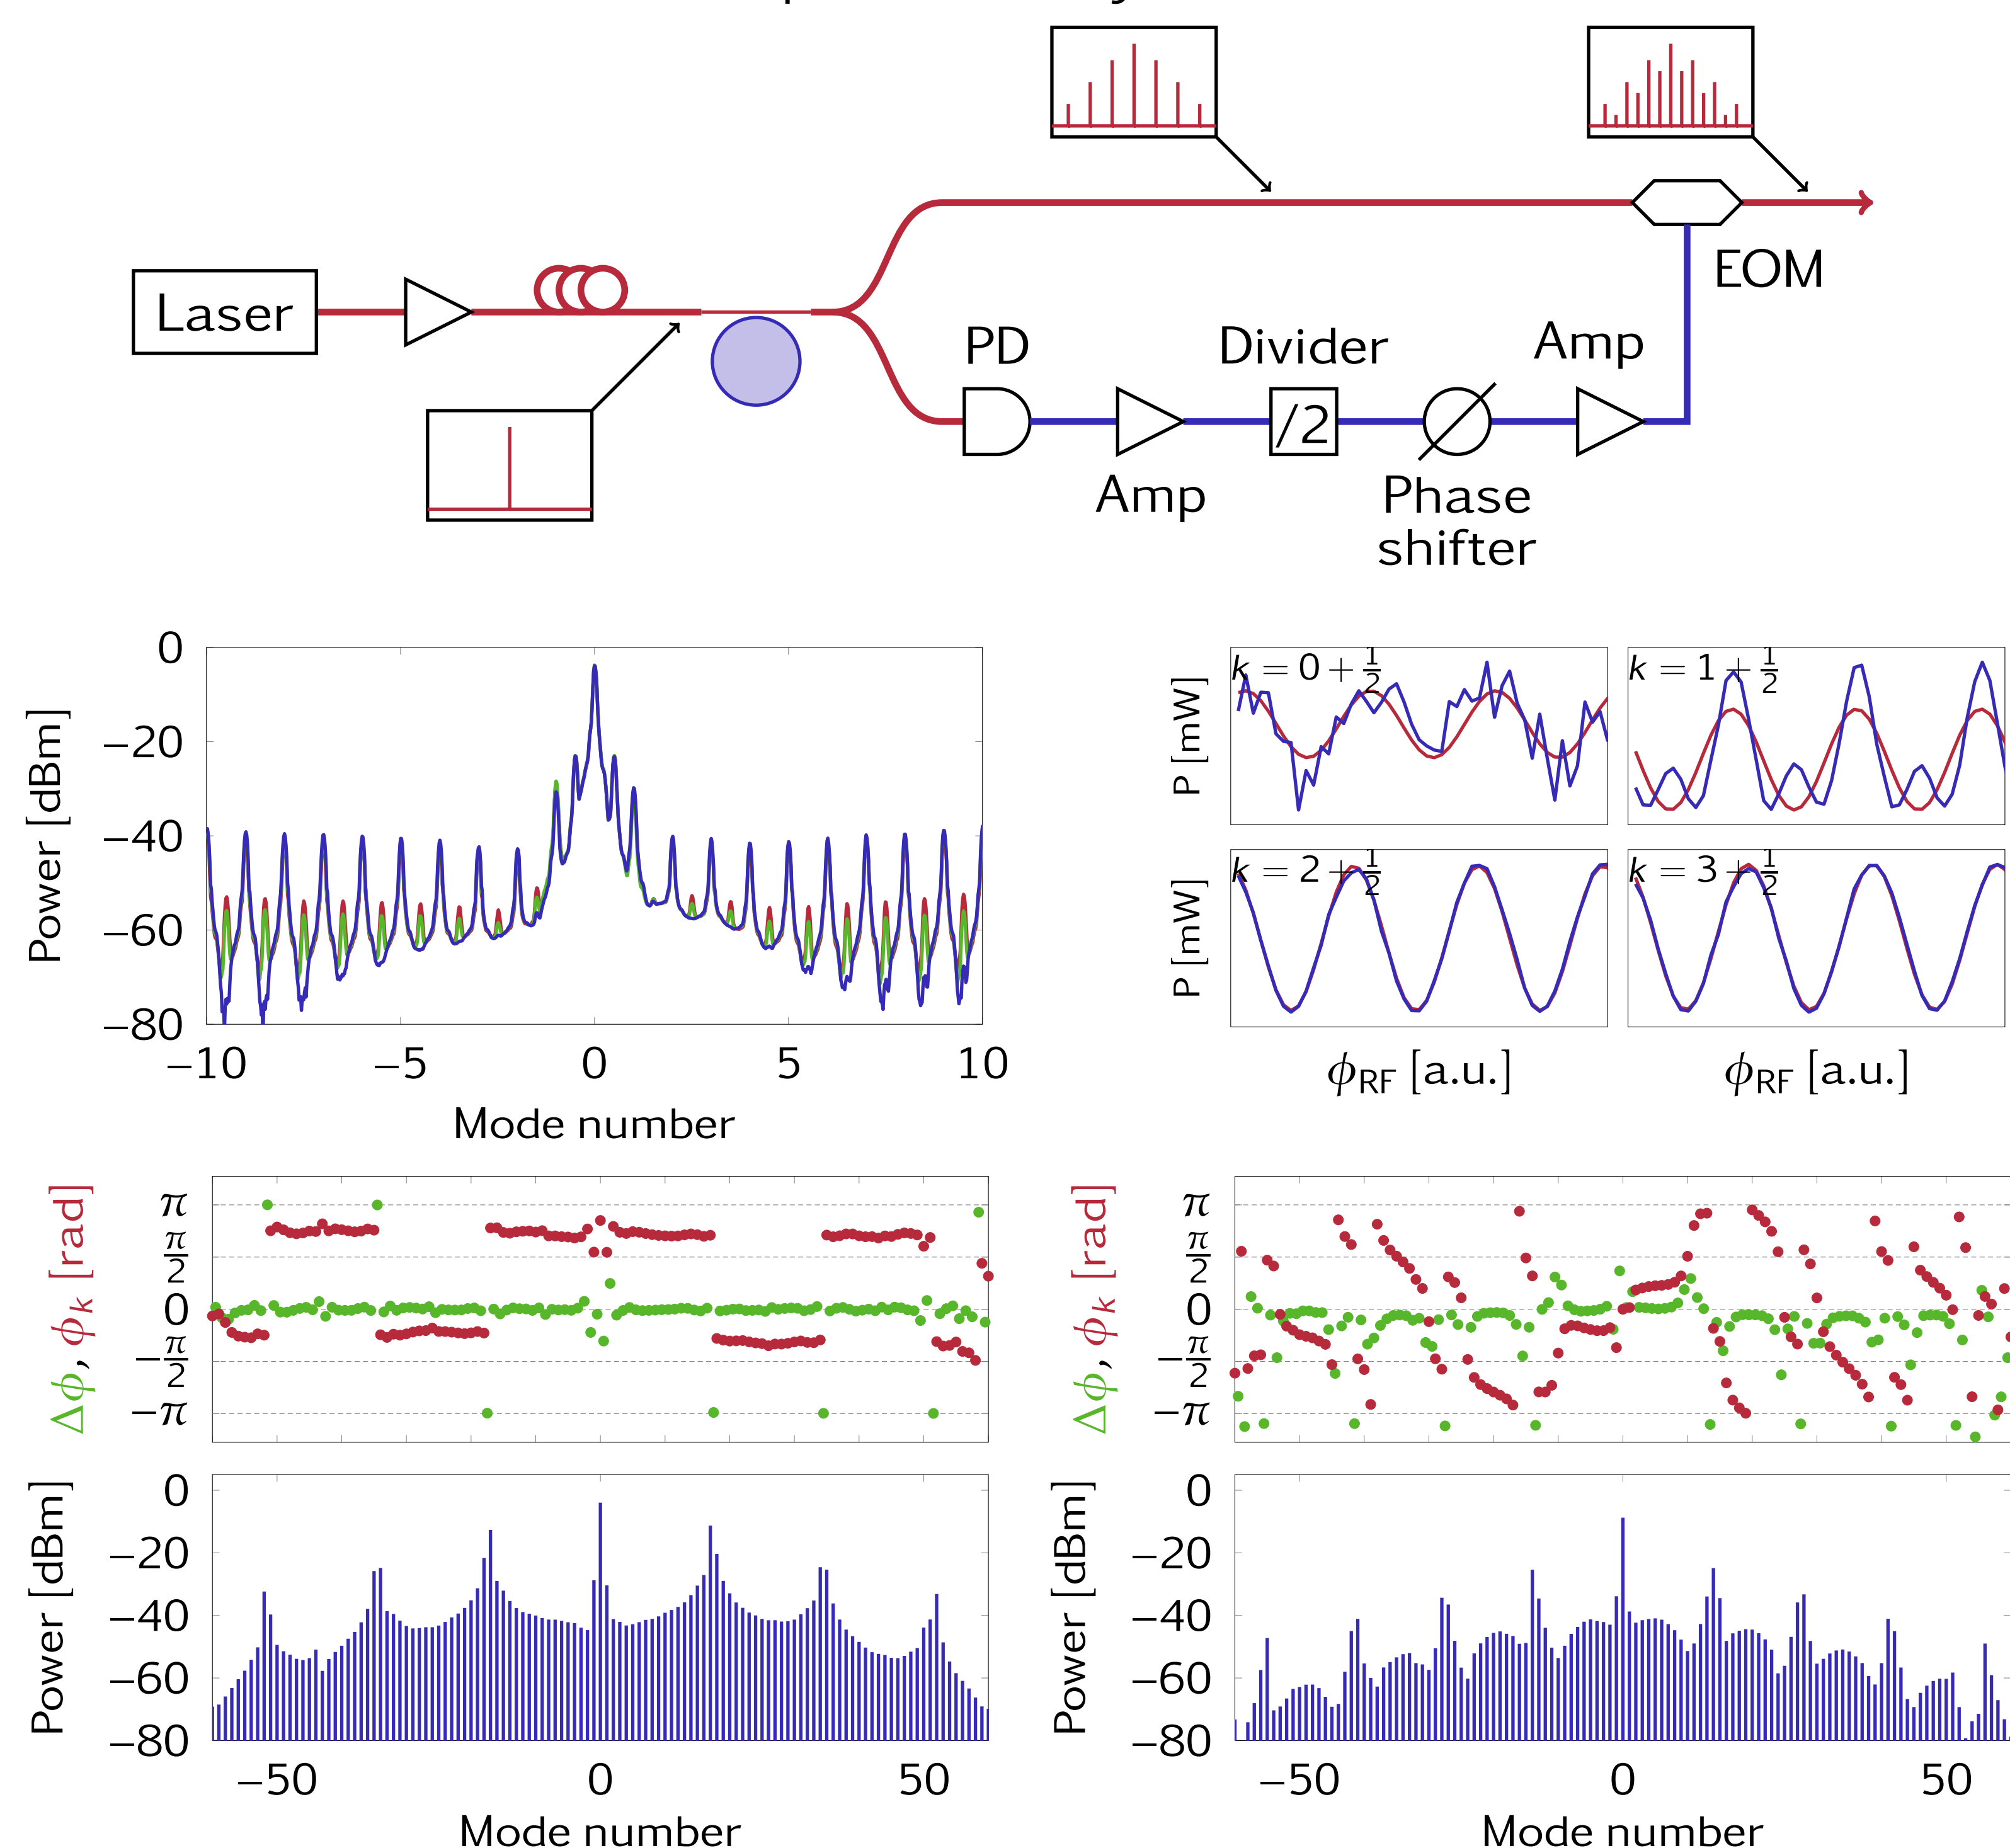 Laser
EOM
PD
Divider
Amp
/2
Amp
Phase
shifter
0
−20
−40
−60
−80
Power [dBm]
−10
−5
0
5
10
Mode number
k = 0 + 1/2
k = 1 + 1/2
P [mW]
k = 2 + 1/2
k = 3 + 1/2
P [mW]
ϕRF [a.u.]
ϕRF [a.u.]
Δϕ, ϕk [rad]
π
π/2
0
−π/2
−π
Δϕ, ϕk [rad]
π
π/2
0
−π/2
−π
Power [dBm]
0
−20
−40
−60
−80
−50
0
50
Mode number
Power [dBm]
0
−20
−40
−60
−80
−50
0
50
Mode number